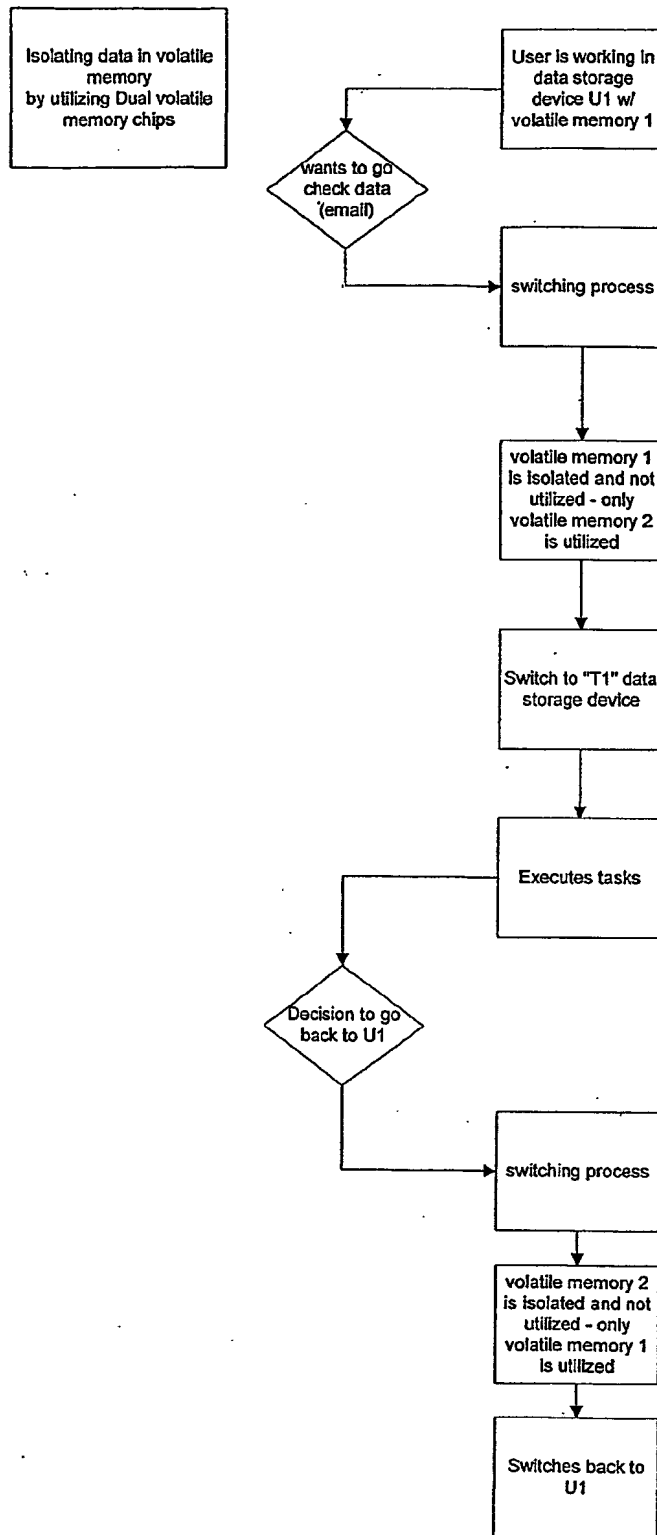 Isolating data in volatile
memory
by utilizing Dual volatile
memory chips
User is working in
data storage
device U1 w/
volatile memory 1
wants to go
check data
(email)
switching process
volatile memory 1
is isolated and not
utilized - only
volatile memory 2
is utilized
Switch to "T1" data
storage device
Executes tasks
Decision to go
back to U1
switching process
volatile memory 2
is isolated and not
utilized - only
volatile memory 1
is utilized
Switches back to
U1